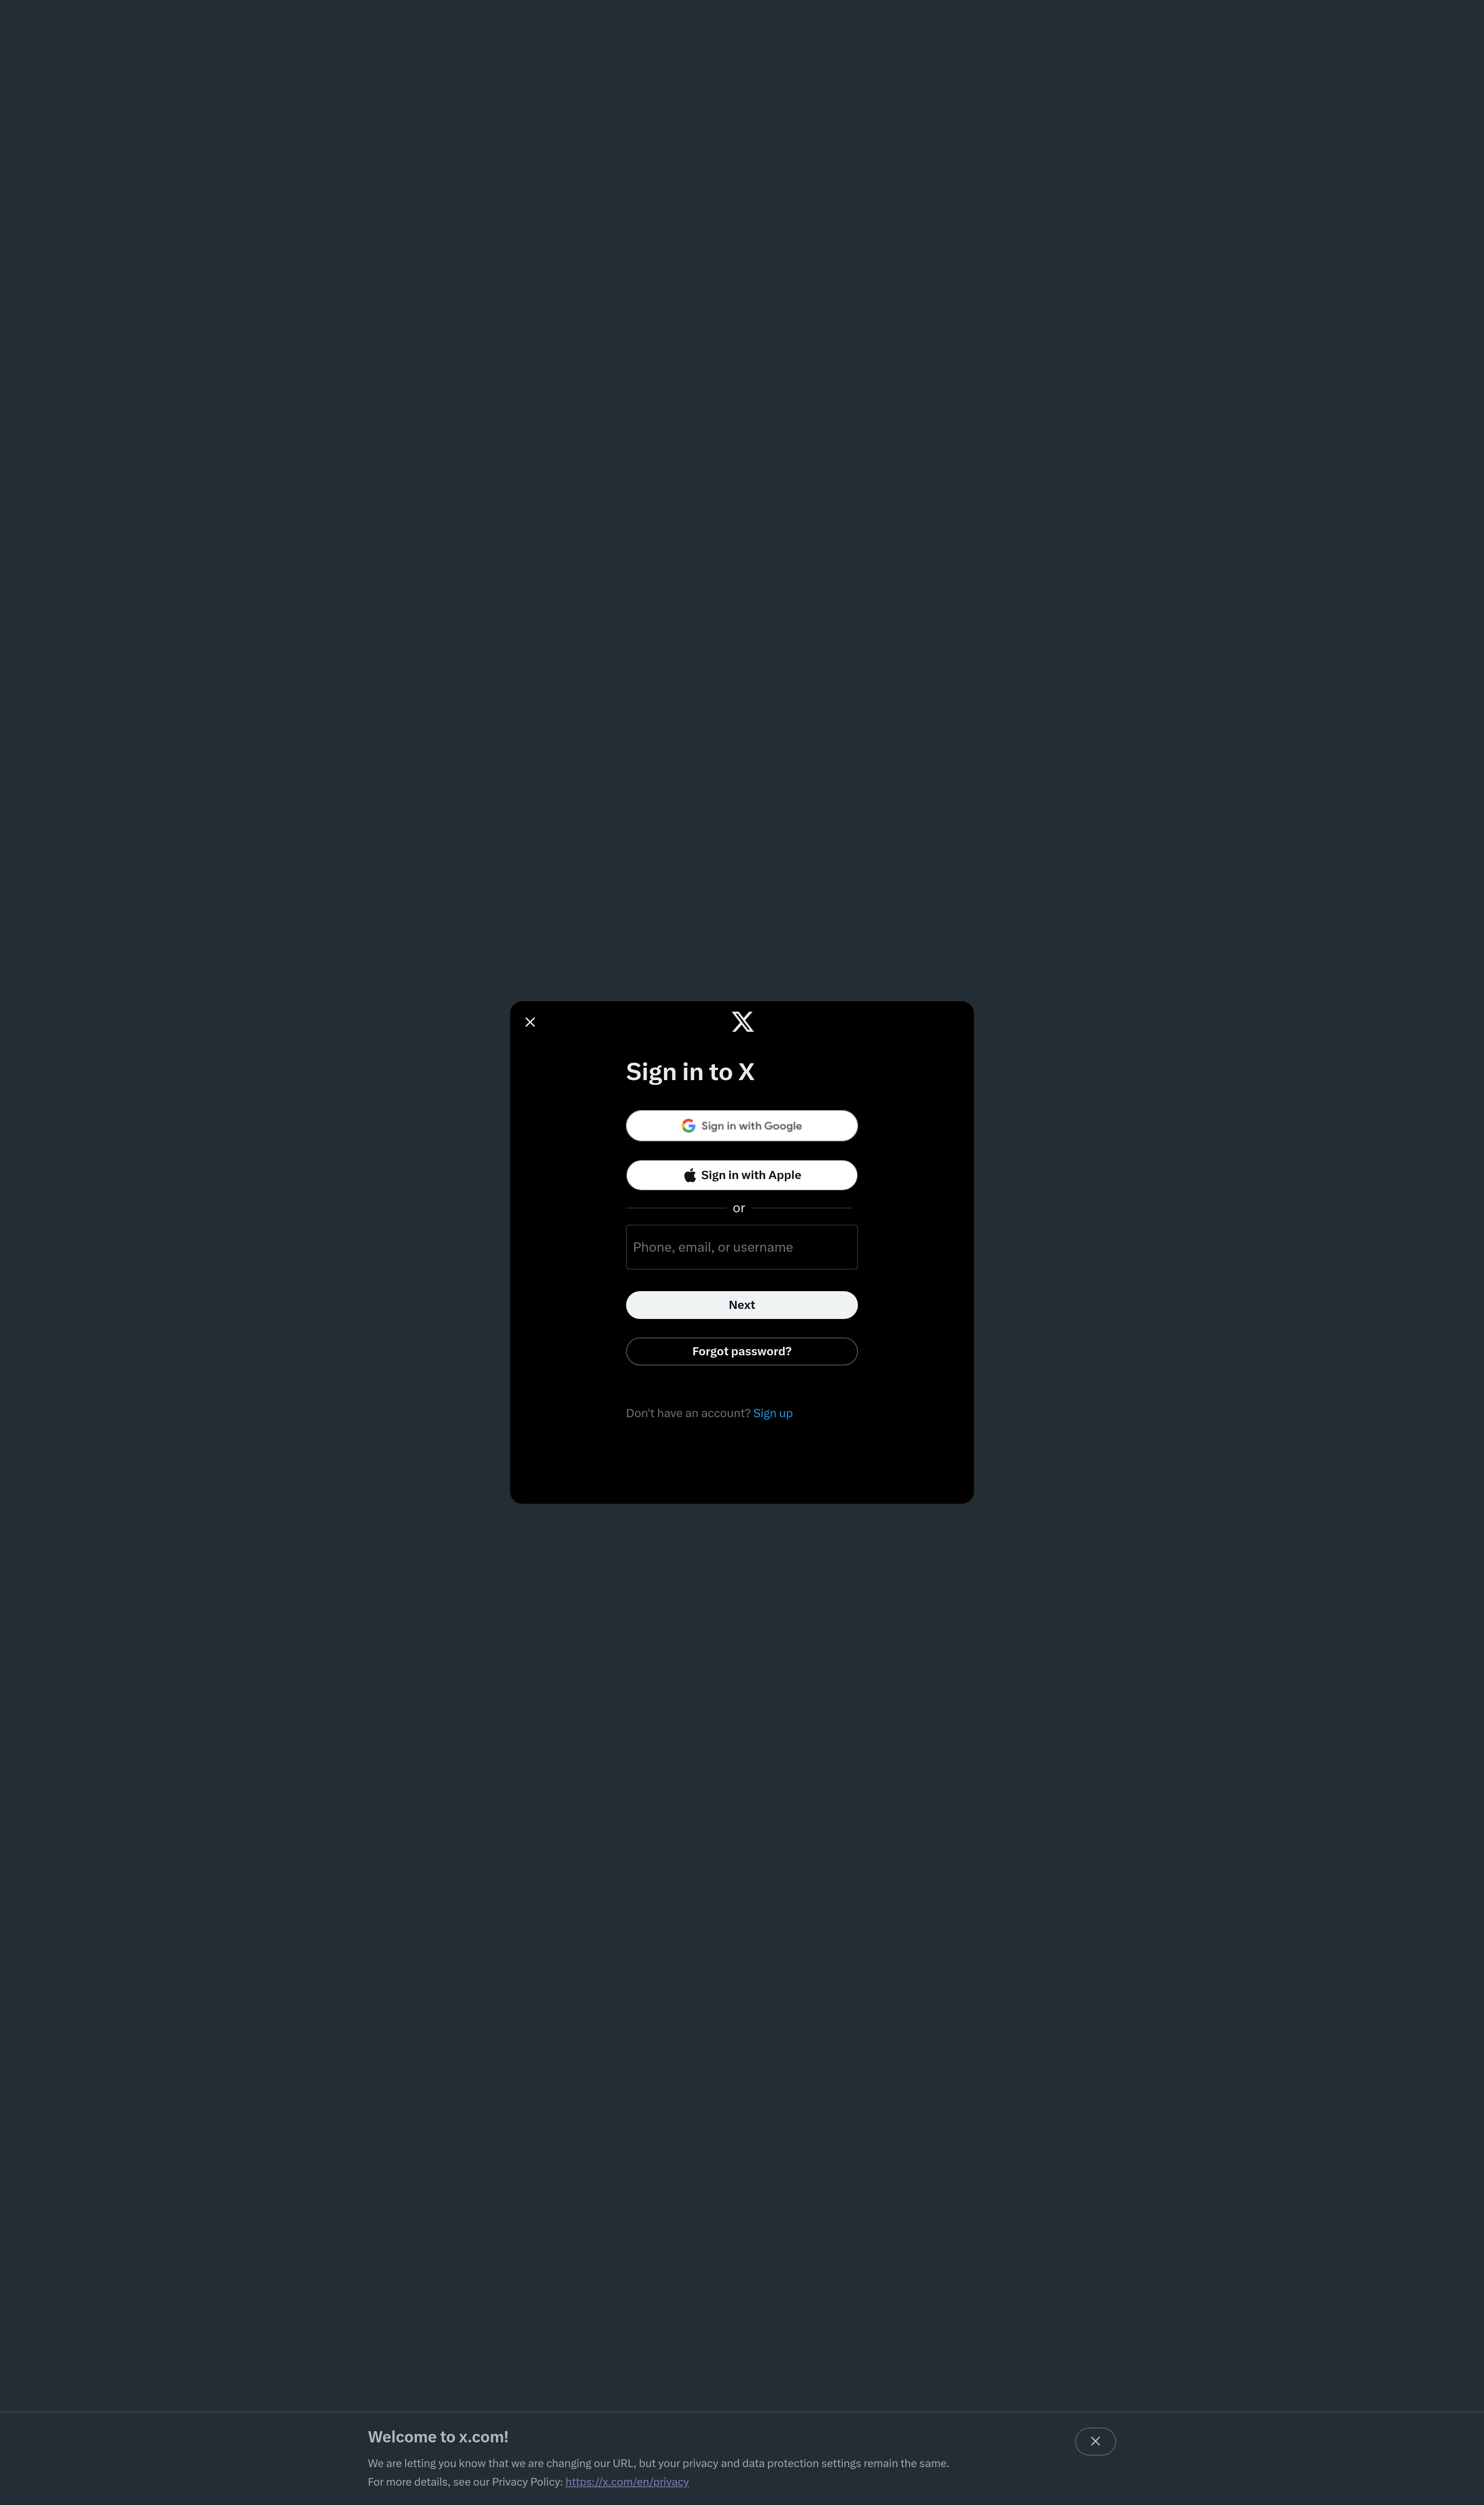 Sign in to X
Sign in with Google
Sign in with Apple
or
Phone, email, or username
Next
Forgot password?
Don't have an account? Sign up
Welcome to x.com!
We are letting you know that we are changing our URL, but your privacy and data protection settings remain the same.
For more details, see our Privacy Policy: https://x.com/en/privacy